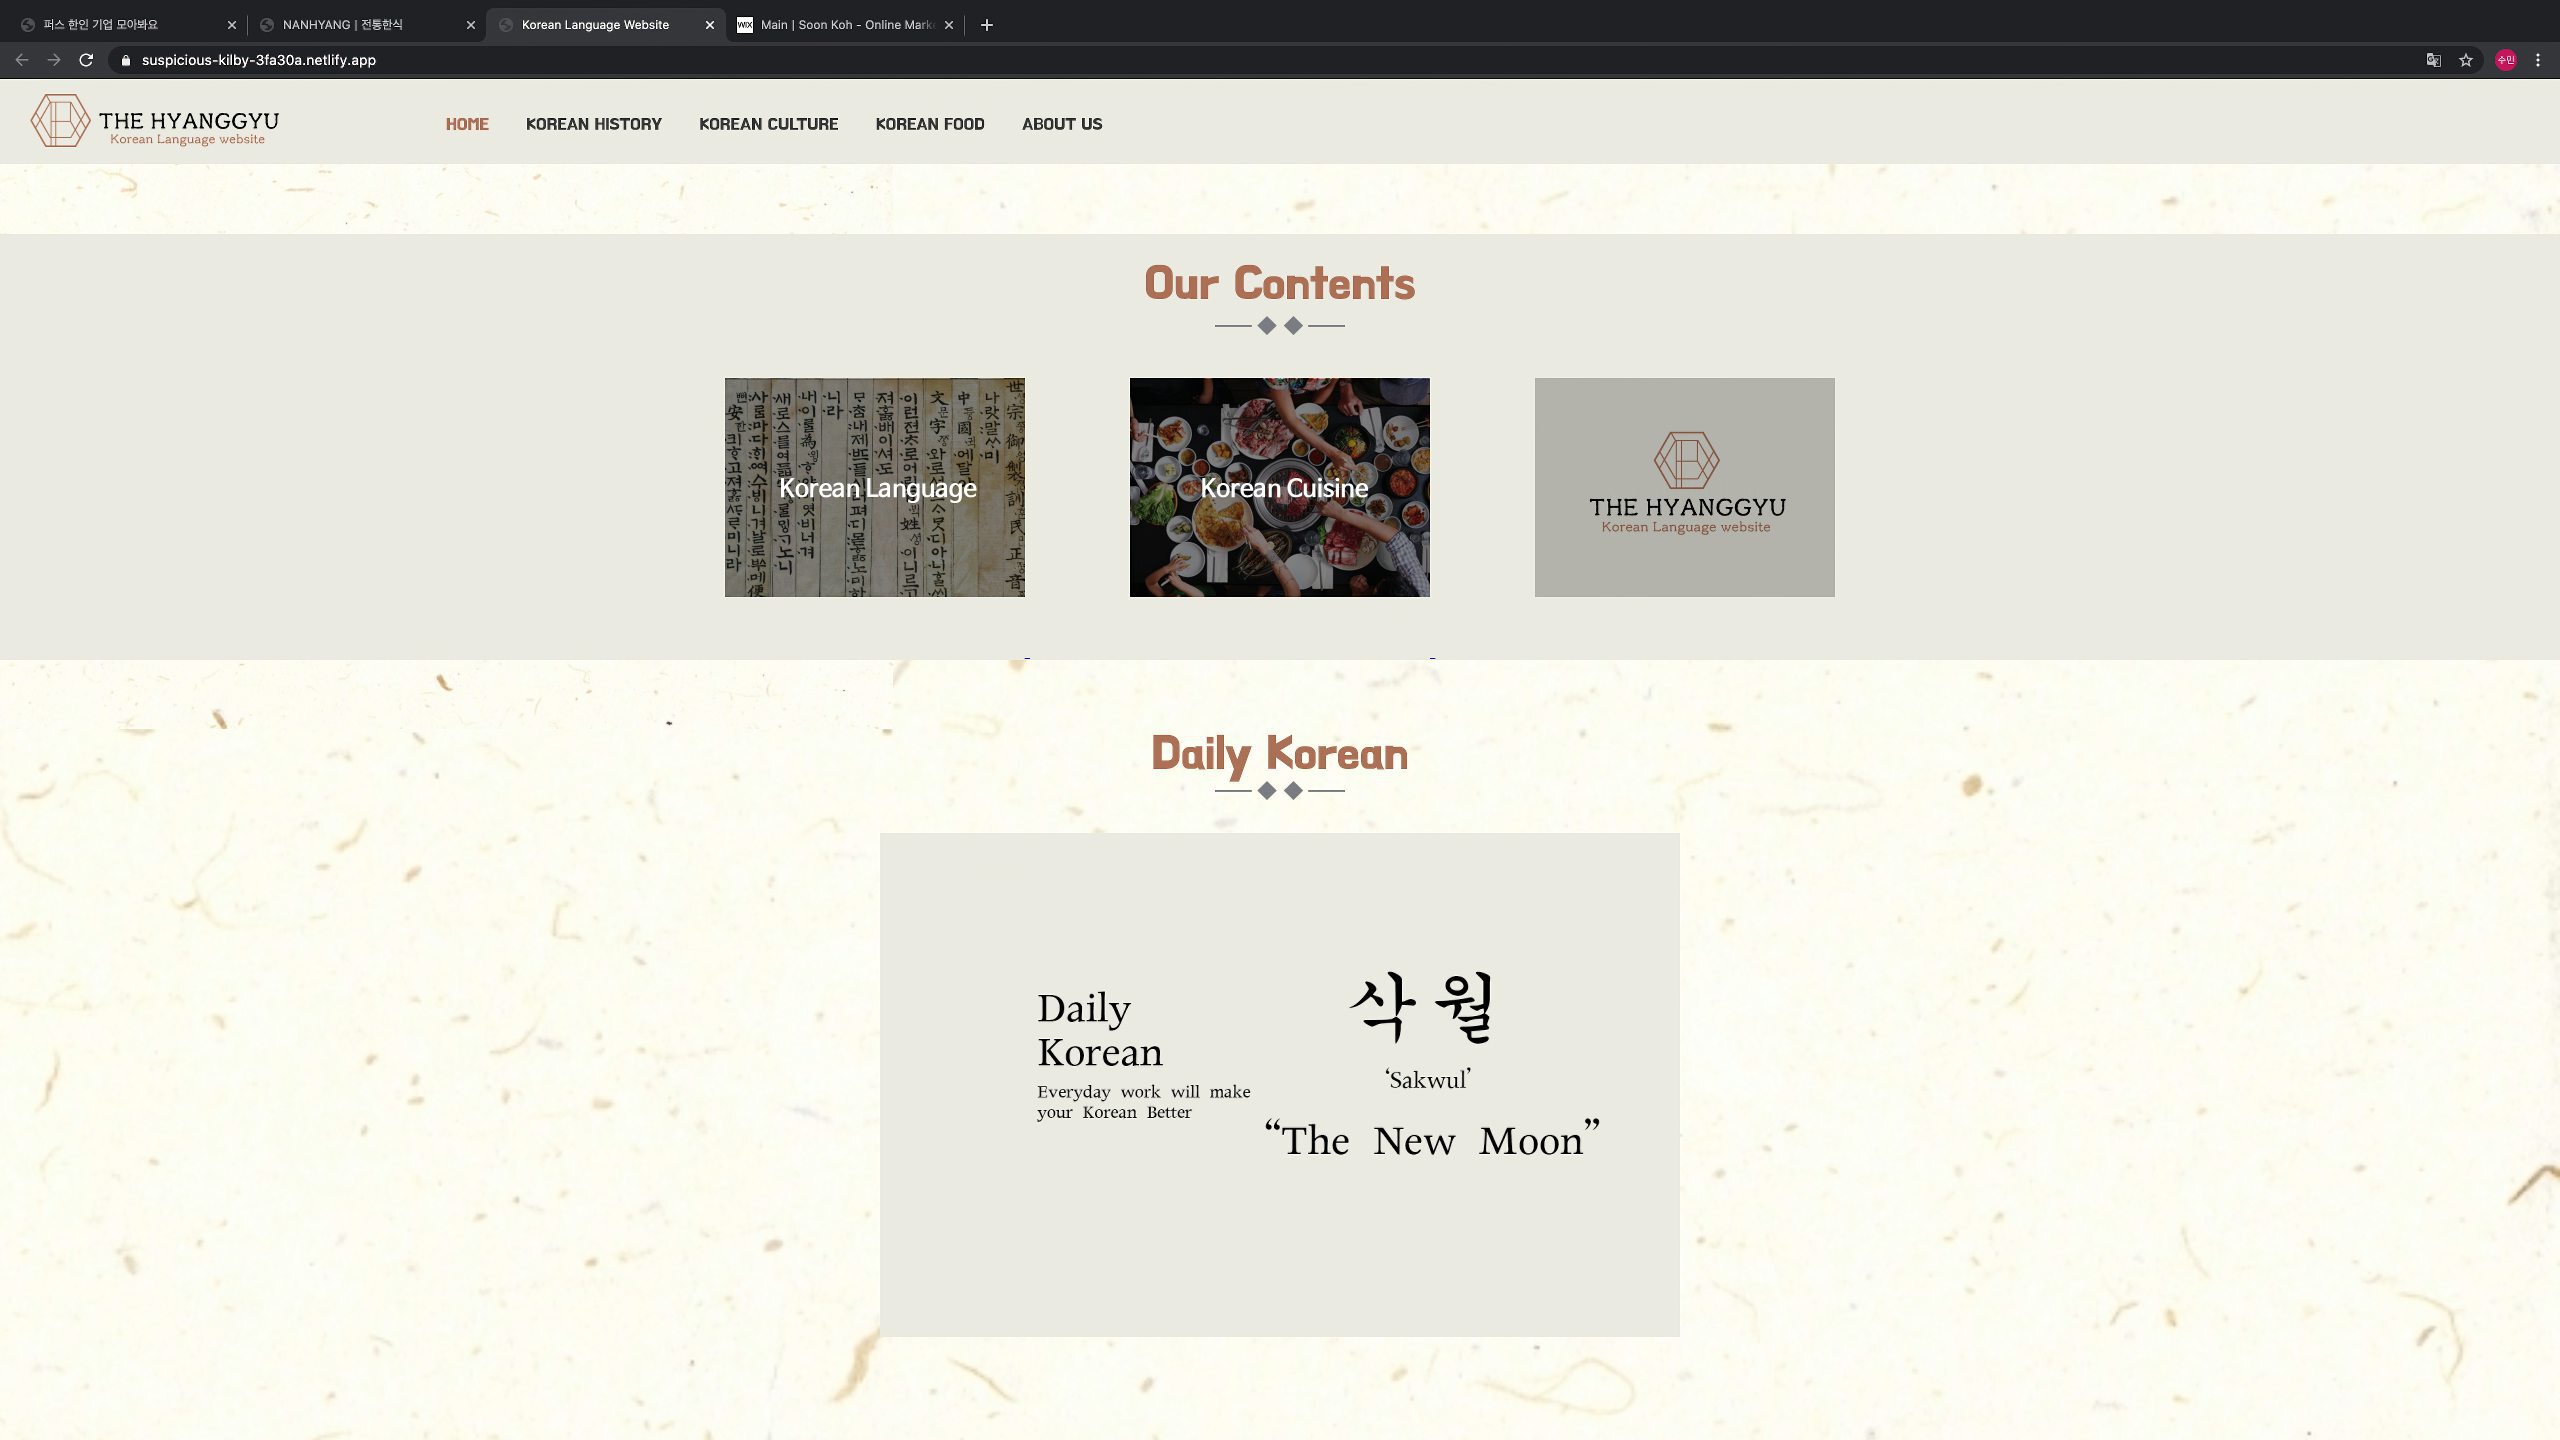 퍼스 한인 기업 모아봐요
NANHYANG | 전통한식
Korean Language Website
Main | Soon Koh - Online Mark
suspicious-kilby-3fa30a.netlify.app
수민
THE HYANGGYU
Korean Language website
HOME
KOREAN HISTORY
KOREAN CULTURE
KOREAN FOOD
ABOUT US
Our Contents
Korean Language
Korean Cuisine
THE HYANGGYU
Korean Language website
Daily Korean
Daily
Korean
Everyday work will make
your Korean Better
삭월
‘Sakwul’
“The New Moon”